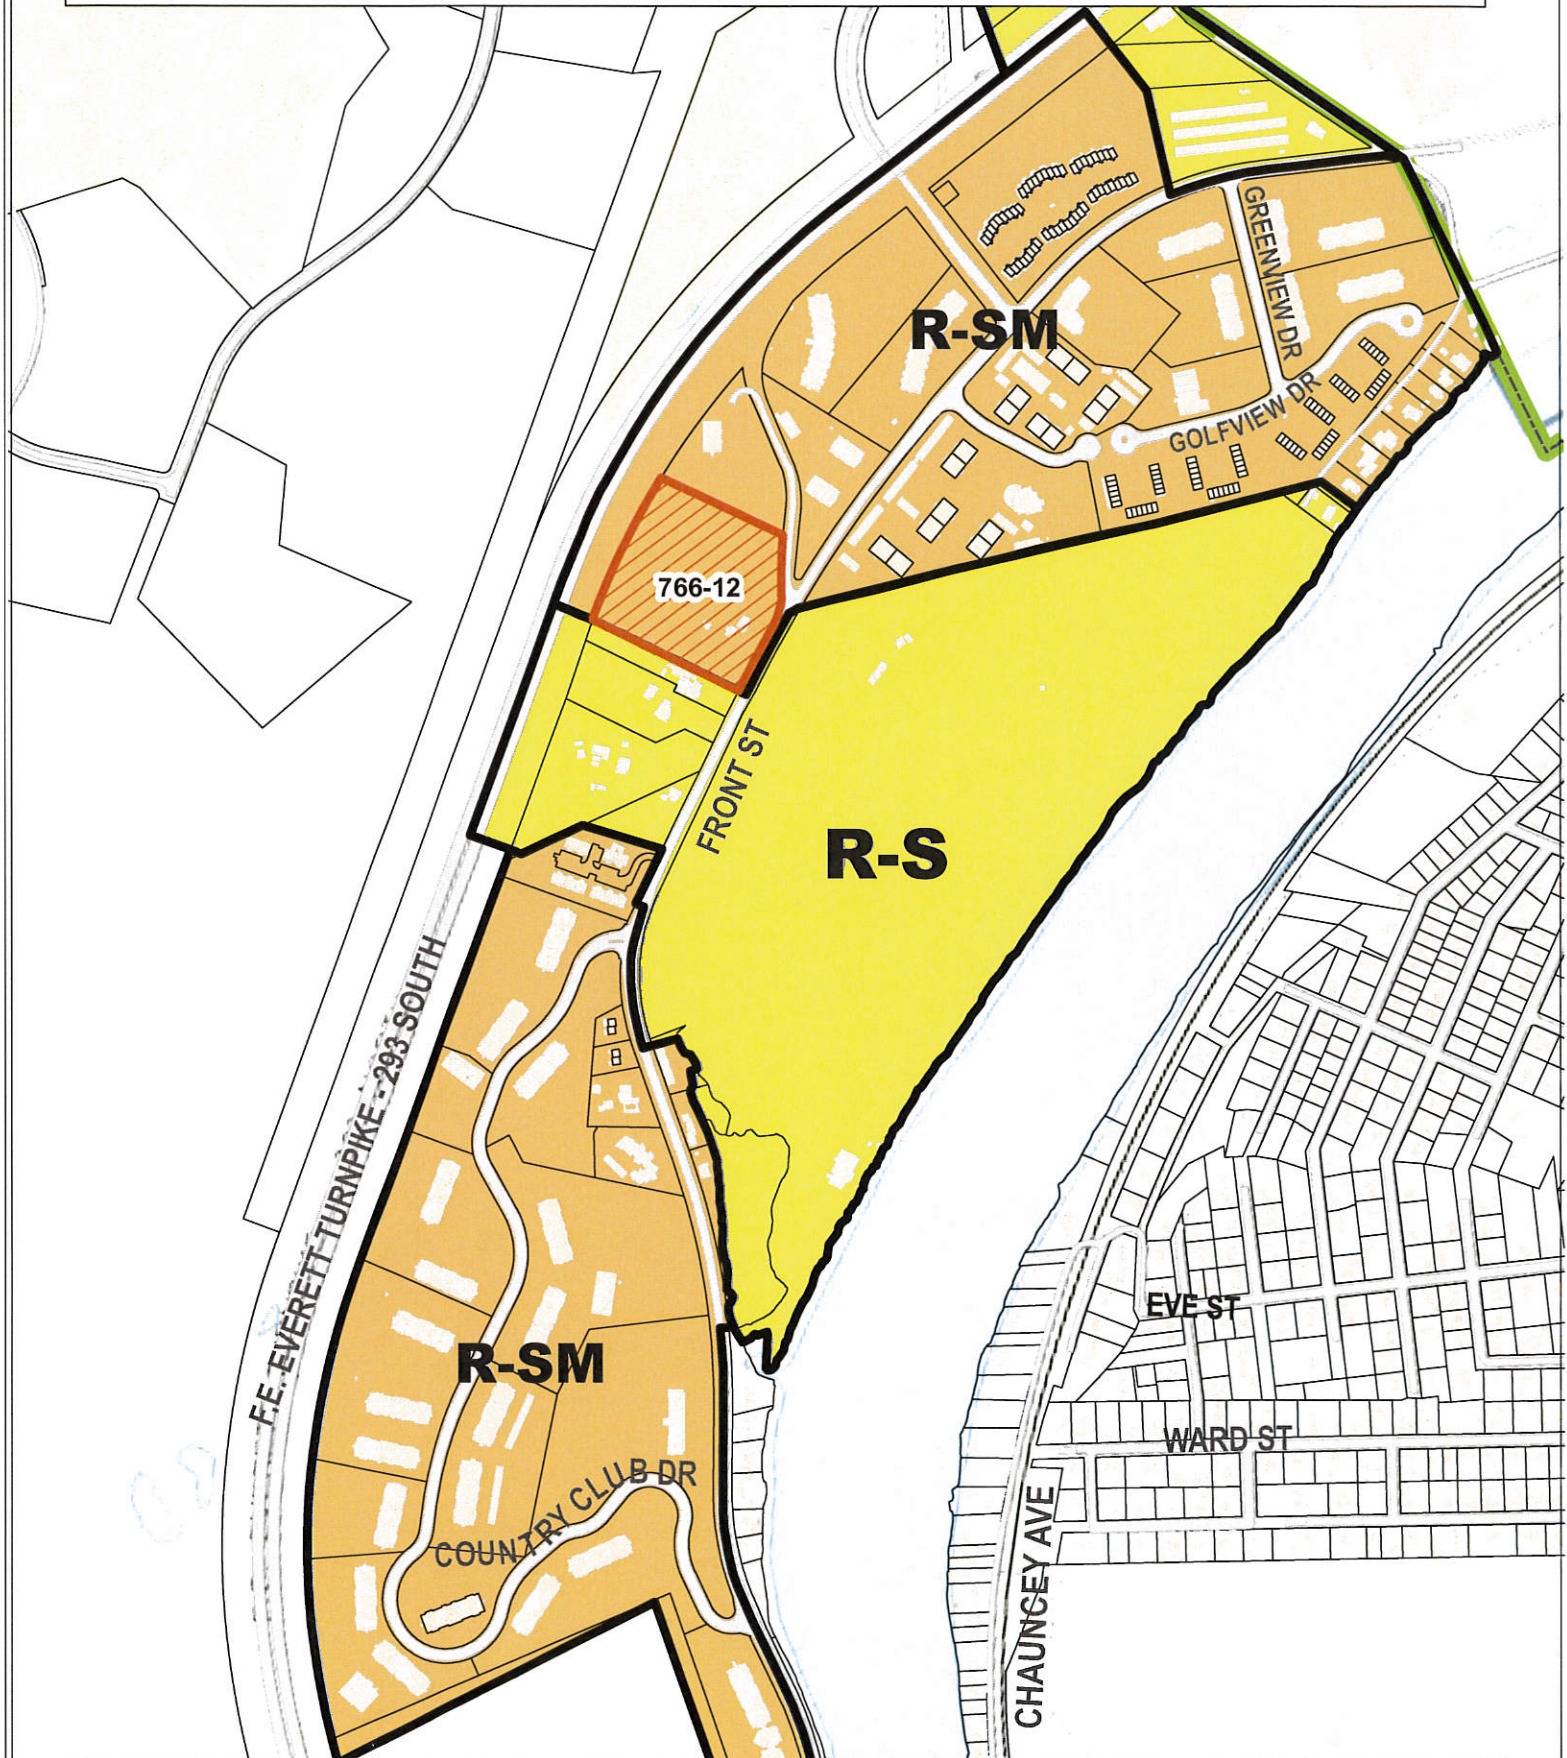 GREENVIEW DR
R-SM
GOLFVIEW DR
766-12
FRONT ST
R-S
F.E. EVERETT TURNPIKE - 293 SOUTH
EVE ST
R-SM
WARD ST
COUNTRY CLUB DR
CHAUNCEY AVE